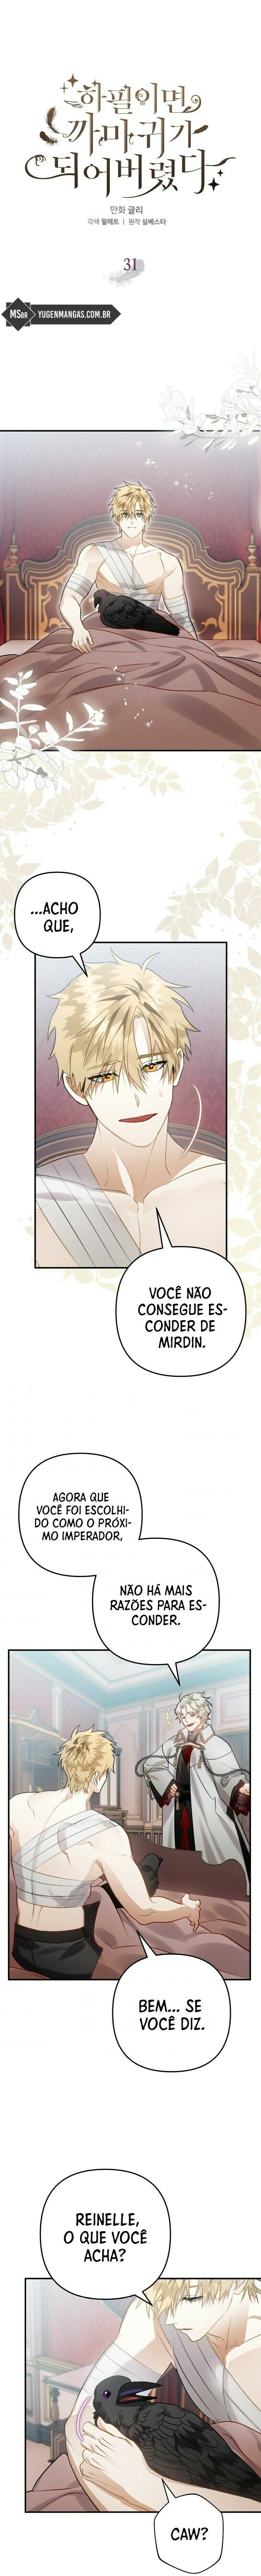 하필이면
까마귀가
되어버렸다
만화 글리
각색 월헤트 | 원작 실베스타
31
MSBR YUGENMANGAS.COM.BR
...ACHO
QUE,
VOCÊ NÃO
CONSEGUE ES-
CONDER DE
MIRDIN.
AGORA QUE
VOCÊ FOI ESCOLHI-
DO COMO O PRÓXI-
MO IMPERADOR,
NÃO HÁ MAIS
RAZÕES PARA ES-
CONDER.
BEM... SE
VOCÊ DIZ.
REINELLE,
O QUE VOCÊ
ACHA?
CAW?